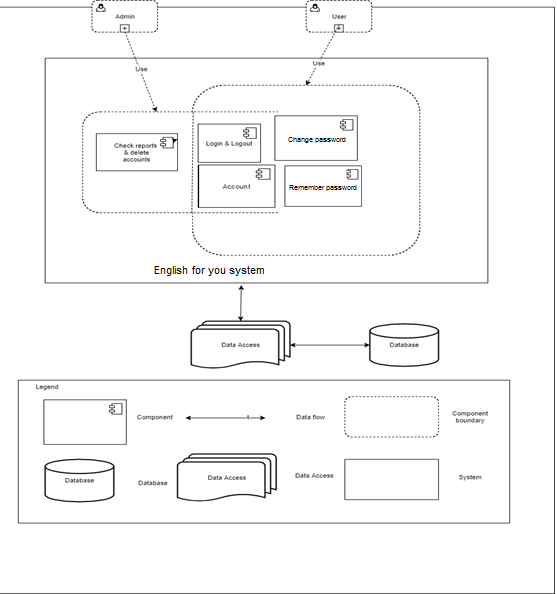 Admin
User
Use
Use
Check reports
& delete
accounts
Login & Logout
Change password
Account
Remember password
English for you system
Data Access
Database
Legend
Component
Data flow
Component
boundary
Database
Database
Data Access
Data Access
System